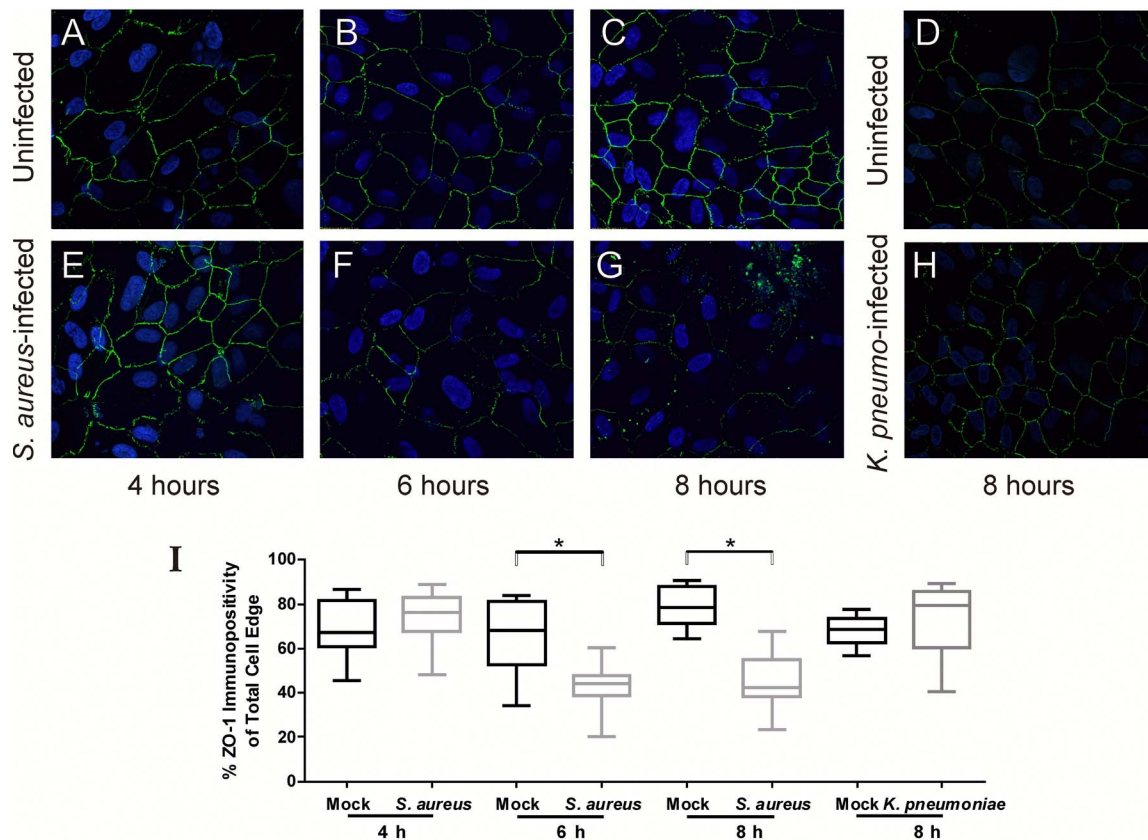 A B C D
Uninfected
Uninfected
E F G H
S. aureus-infected
K. pneumo-infected
4 hours 6 hours 8 hours 8 hours
I
% ZO-1 Immunopositivity
of Total Cell Edge
100
80
60
40
20
0
*
*
Mock S. aureus Mock S. aureus Mock S. aureus Mock K. pneumoniae
4 h 6 h 8 h 8 h